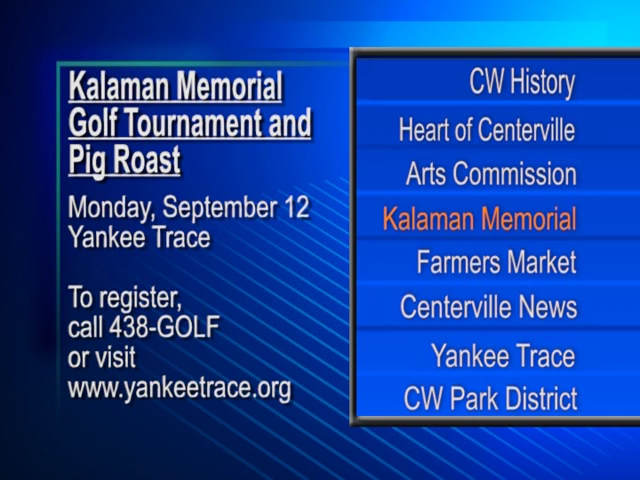 Kalaman Memorial
Golf Tournament and
Pig Roast
Monday, September 12
Yankee Trace
To register,
call 438-GOLF
or visit
www.yankeetrace.org
CW History
Heart of Centerville
Arts Commission
Kalaman Memorial
Farmers Market
Centerville News
Yankee Trace
CW Park District